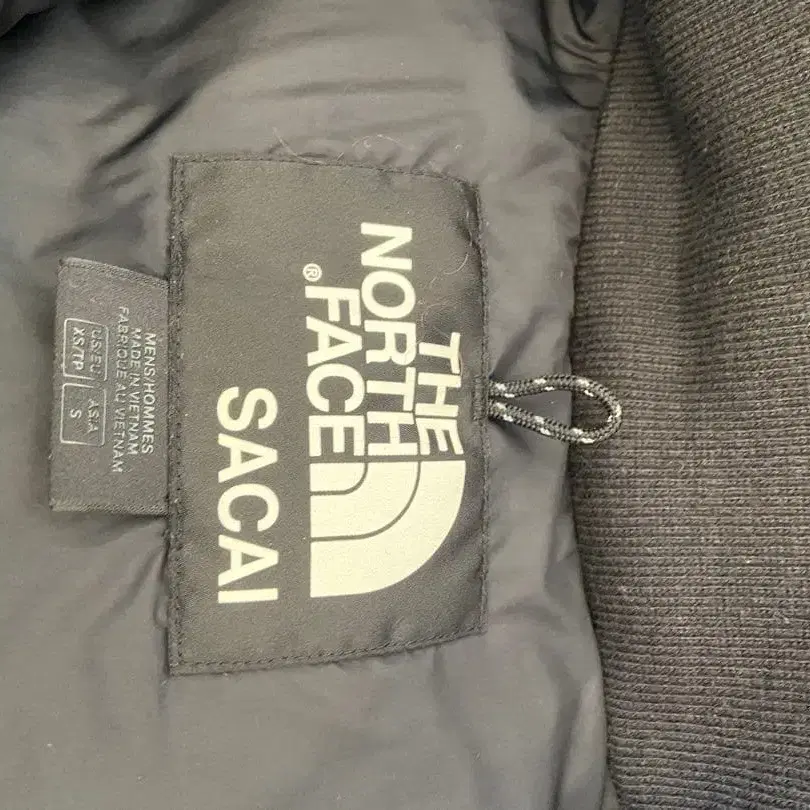 THE
NORTH
FACE®
SACAI
MENS/HOMMES
MADE IN VIETNAM
FABRIQUÉ AU VIETNAM
US/EU ASIA
XS/TP S